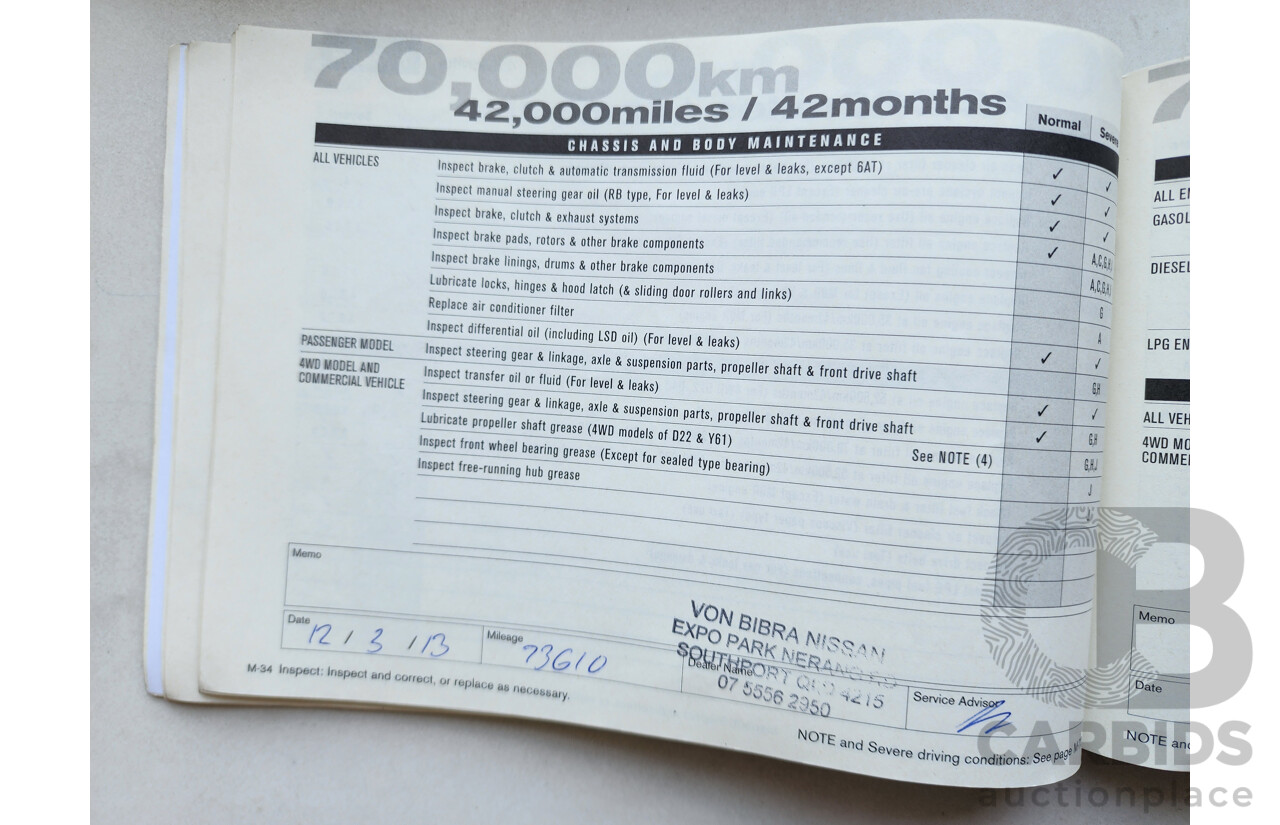 70,000km
42,000miles / 42months
Normal
Severe
CHASSIS AND BODY MAINTENANCE
ALL VEHICLES
Inspect brake, clutch & automatic transmission fluid (For level & leaks, except 6AT) ✓ ✓
Inspect manual steering gear oil (RB type, For level & leaks) ✓ ✓
Inspect brake, clutch & exhaust systems ✓ ✓
Inspect brake pads, rotors & other brake components ✓ A,C,G,H
Inspect brake linings, drums & other brake components A,C,G,H
Lubricate locks, hinges & hood latch (& sliding door rollers and links) G
Replace air conditioner filter A
Inspect differential oil (including LSD oil) (For level & leaks) ✓ ✓
PASSENGER MODEL
Inspect steering gear & linkage, axle & suspension parts, propeller shaft & front drive shaft G,H
4WD MODEL AND
COMMERCIAL VEHICLE
Inspect transfer oil or fluid (For level & leaks) ✓ ✓
Inspect steering gear & linkage, axle & suspension parts, propeller shaft & front drive shaft ✓ G,H
Lubricate propeller shaft grease (4WD models of D22 & Y61) See NOTE (4) G,H,J
Inspect front wheel bearing grease (Except for sealed type bearing) J
Inspect free-running hub grease
Memo
Date
12 / 3 / 13
Mileage
73610
VON BIBRA NISSAN
EXPO PARK NERANG RD
SOUTHPORT QLD 4215
07 5556 2950
Dealer Name
Service Advisor
M-34 Inspect: Inspect and correct, or replace as necessary.
NOTE and Severe driving conditions: See page
7
ALL EN
GASOL
DIESEL
LPG EN
ALL VEH
4WD MO
COMME
Memo
Date
NOTE and
CB
CARBIDS
auctionplace